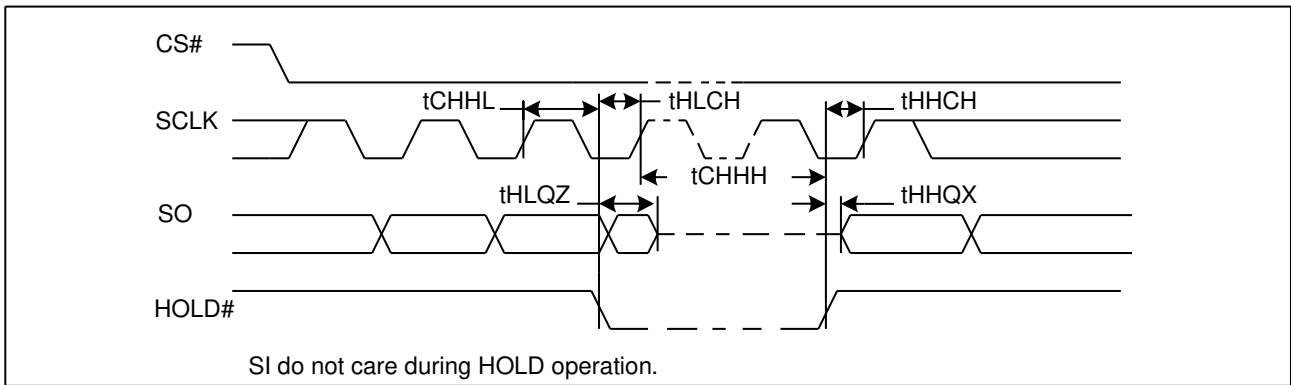 CS#
tCHHL
tHLCH
tHHCH
SCLK
tCHHH
tHLQZ
tHHQX
SO
HOLD#
SI do not care during HOLD operation.